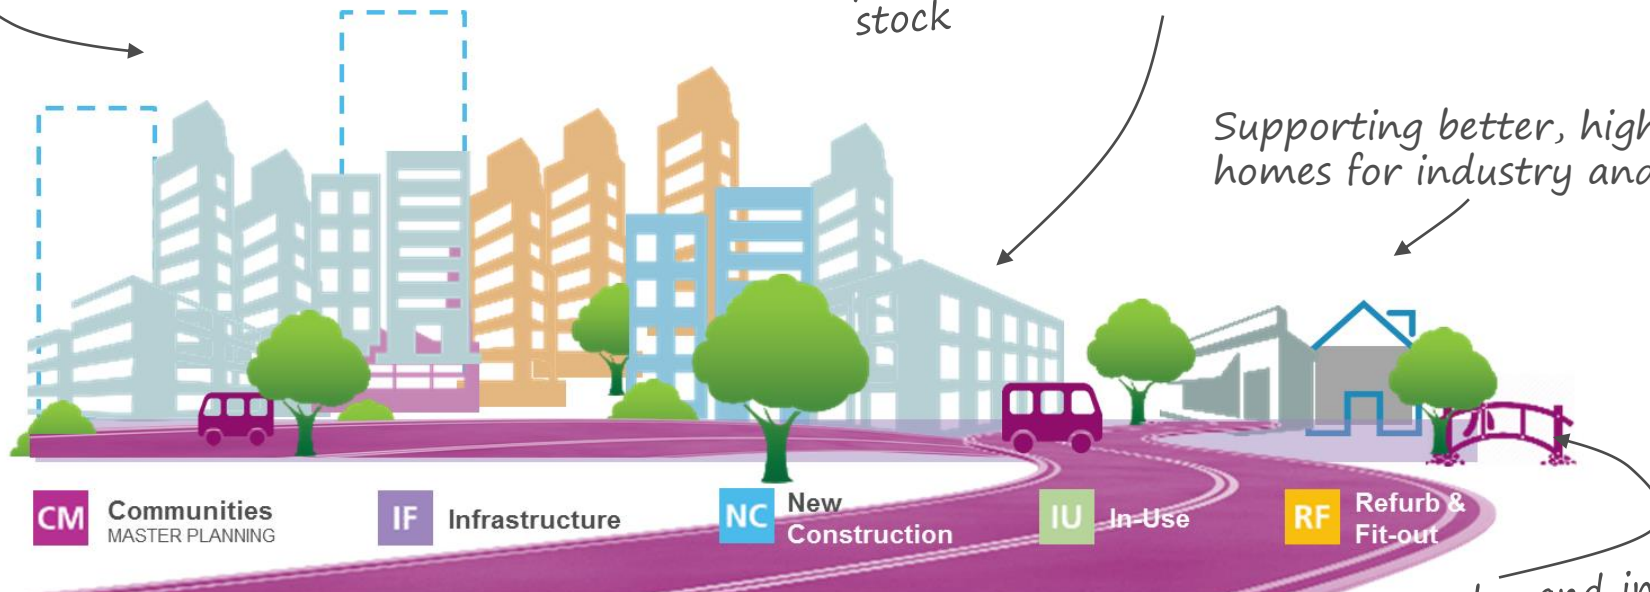 stock
Supporting better, high
homes for industry and
CM
Communities
MASTER PLANNING
IF
Infrastructure
NC
New
Construction
IU
In-Use
RF
Refurb &
Fit-out
and in